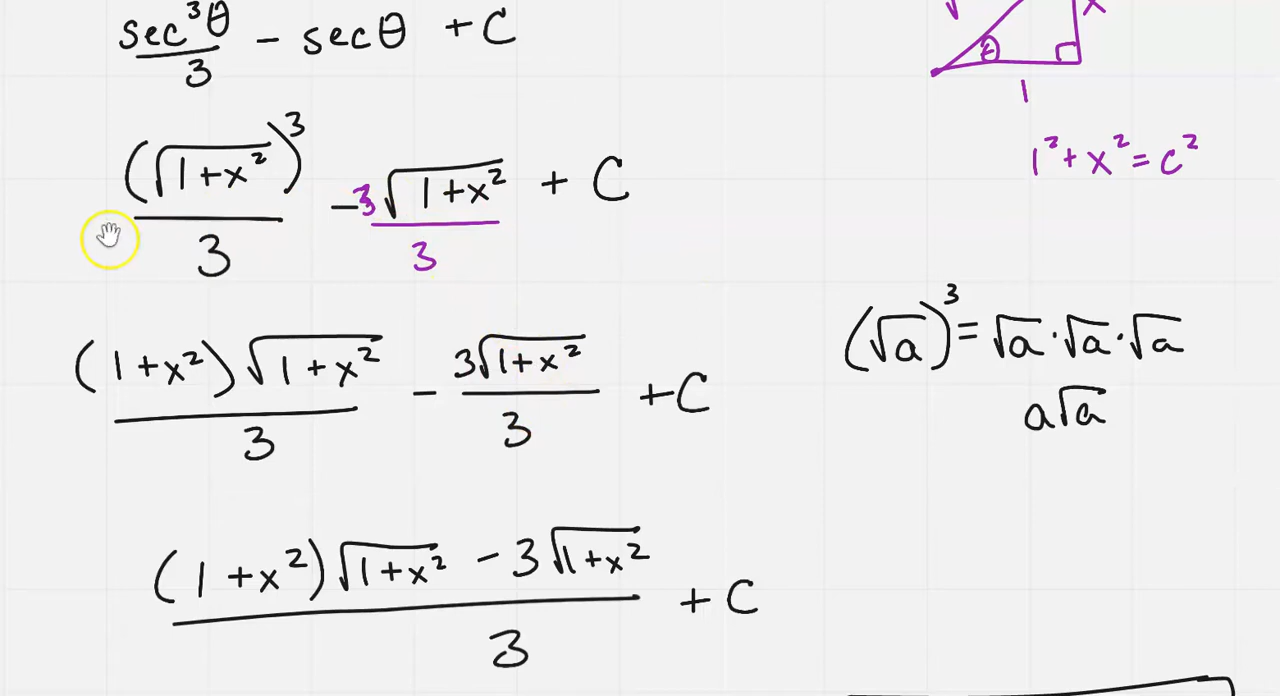 sec³θ/3 − secθ + C
(√(1+x²))³/3 − 3√(1+x²)/3 + C
(1+x²)√(1+x²)/3 − 3√(1+x²)/3 + C
((1+x²)√(1+x²) − 3√(1+x²))/3 + C
√ x
θ
1
1² + x² = c²
(√a)³ = √a · √a · √a
a√a